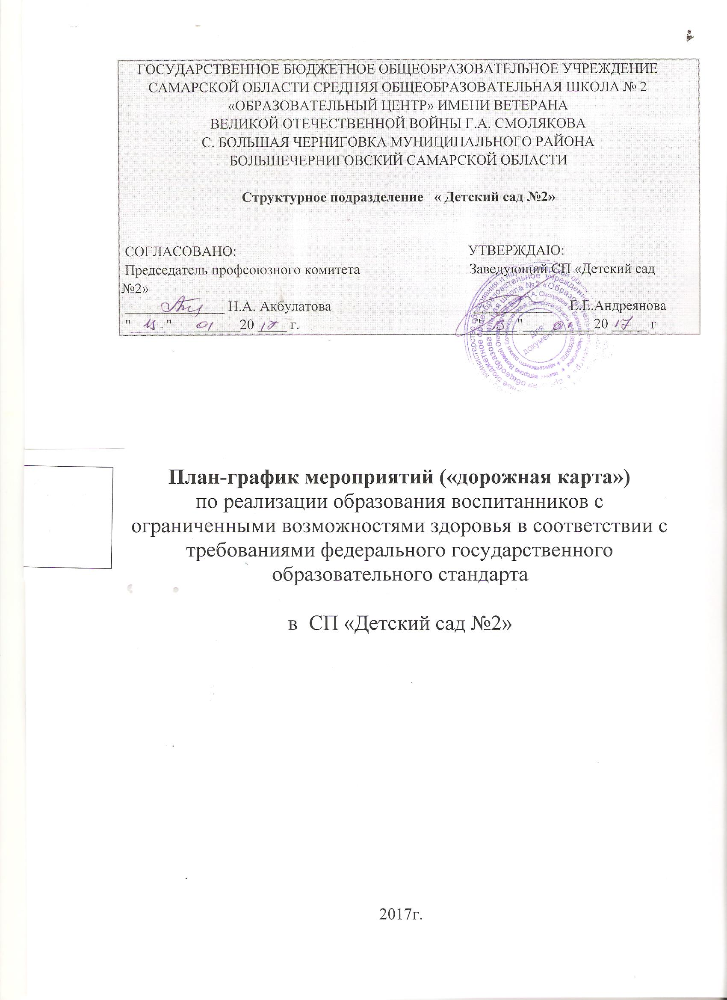 ГОСУДАРСТВЕННОЕ БЮДЖЕТНОЕ ОБЩЕОБРАЗОВАТЕЛЬНОЕ УЧРЕЖДЕНИЕ
САМАРСКОЙ ОБЛАСТИ СРЕДНЯЯ ОБЩЕОБРАЗОВАТЕЛЬНАЯ ШКОЛА № 2
«ОБРАЗОВАТЕЛЬНЫЙ ЦЕНТР» ИМЕНИ ВЕТЕРАНА
ВЕЛИКОЙ ОТЕЧЕСТВЕННОЙ ВОЙНЫ Г.А. СМОЛЯКОВА
С. БОЛЬШАЯ ЧЕРНИГОВКА МУНИЦИПАЛЬНОГО РАЙОНА
БОЛЬШЕЧЕРНИГОВСКИЙ САМАРСКОЙ ОБЛАСТИ
Структурное подразделение « Детский сад №2»
СОГЛАСОВАНО: УТВЕРЖДАЮ:
Председатель профсоюзного комитета Заведующий СП «Детский сад
№2»
Н.А. Акбулатова Е.Е.Андреянова
"15" 01 20 17 г. "15" 01 20 17 г
Для
документов
План-график мероприятий («дорожная карта»)
по реализации образования воспитанников с
ограниченными возможностями здоровья в соответствии с
требованиями федерального государственного
образовательного стандарта
в СП «Детский сад №2»
2017г.